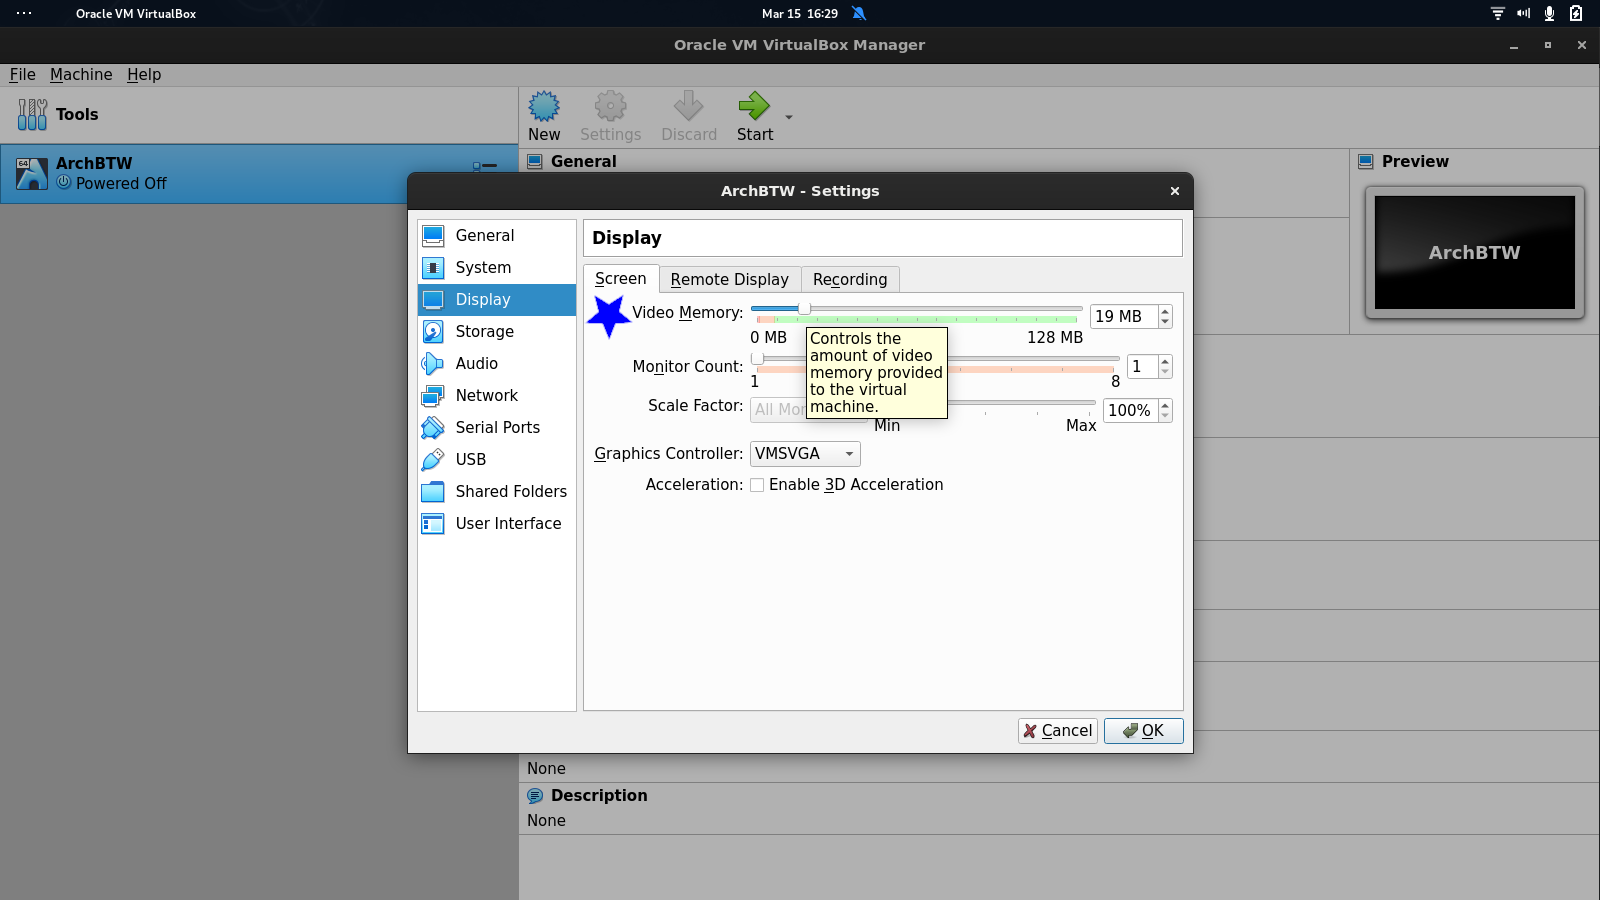 Oracle VM VirtualBox
Mar 15 16:29
Oracle VM VirtualBox Manager
File Machine Help
Tools
New Settings Discard Start
64 ArchBTW
Powered Off
General
Preview
ArchBTW
ArchBTW - Settings
General
System
Display
Storage
Audio
Network
Serial Ports
USB
Shared Folders
User Interface
Display
Screen Remote Display Recording
Video Memory: 19 MB
0 MB 128 MB
Controls the
amount of video
memory provided
to the virtual
machine.
Monitor Count: 1
1 8
Scale Factor: All 100%
Min Max
Graphics Controller: VMSVGA
Acceleration: Enable 3D Acceleration
Cancel OK
None
Description
None